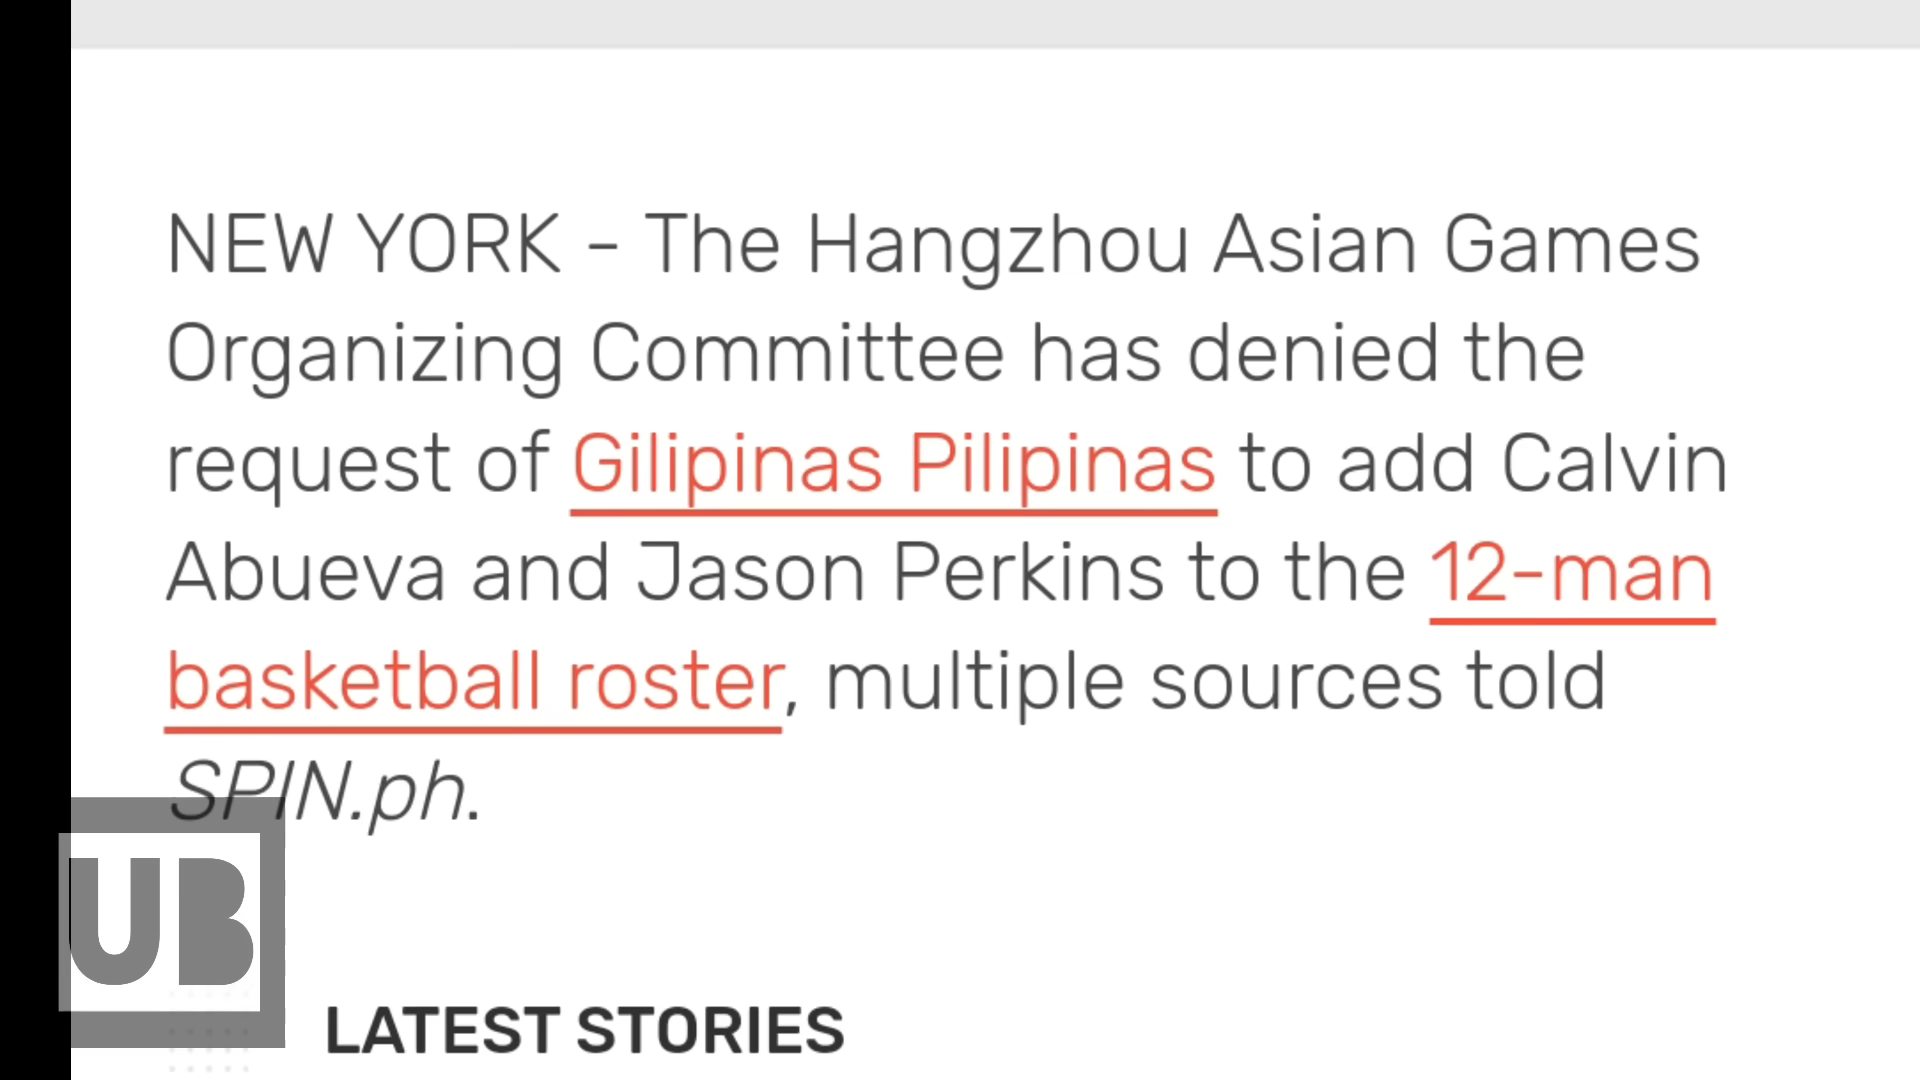 NEW YORK - The Hangzhou Asian Games
Organizing Committee has denied the
request of Gilipinas Pilipinas to add Calvin
Abueva and Jason Perkins to the 12-man
basketball roster, multiple sources told
SPIN.ph.
UB
LATEST STORIES